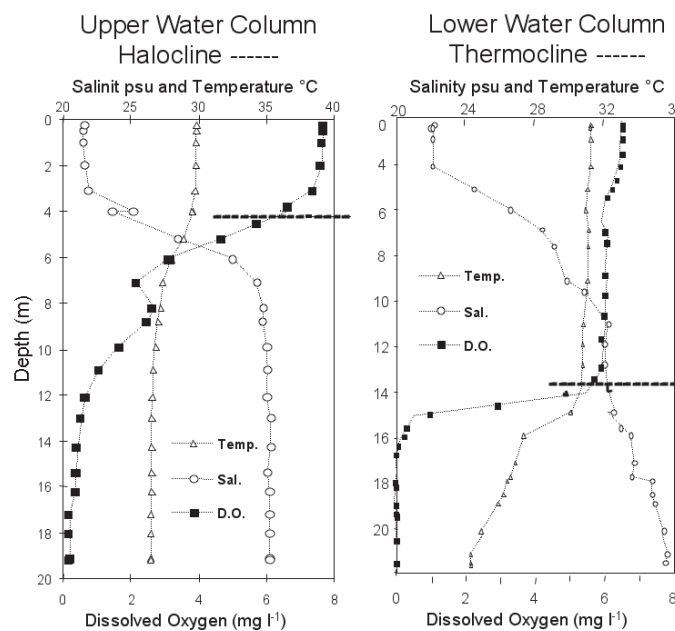 Upper Water Column
Halocline ------
Salinit psu and Temperature °C
20 25 30 35 40
0
2
4
6
8
10
12
14
16
18
20
Depth (m)
Temp.
Sal.
D.O.
0 2 4 6 8
Dissolved Oxygen (mg l-1)
Lower Water Column
Thermocline ------
Salinity psu and Temperature °C
20 24 28 32 3
0
2
4
6
8
10
12
14
16
18
20
Temp.
Sal.
D.O.
0 2 4 6 8
Dissolved Oxygen (mg l-1)